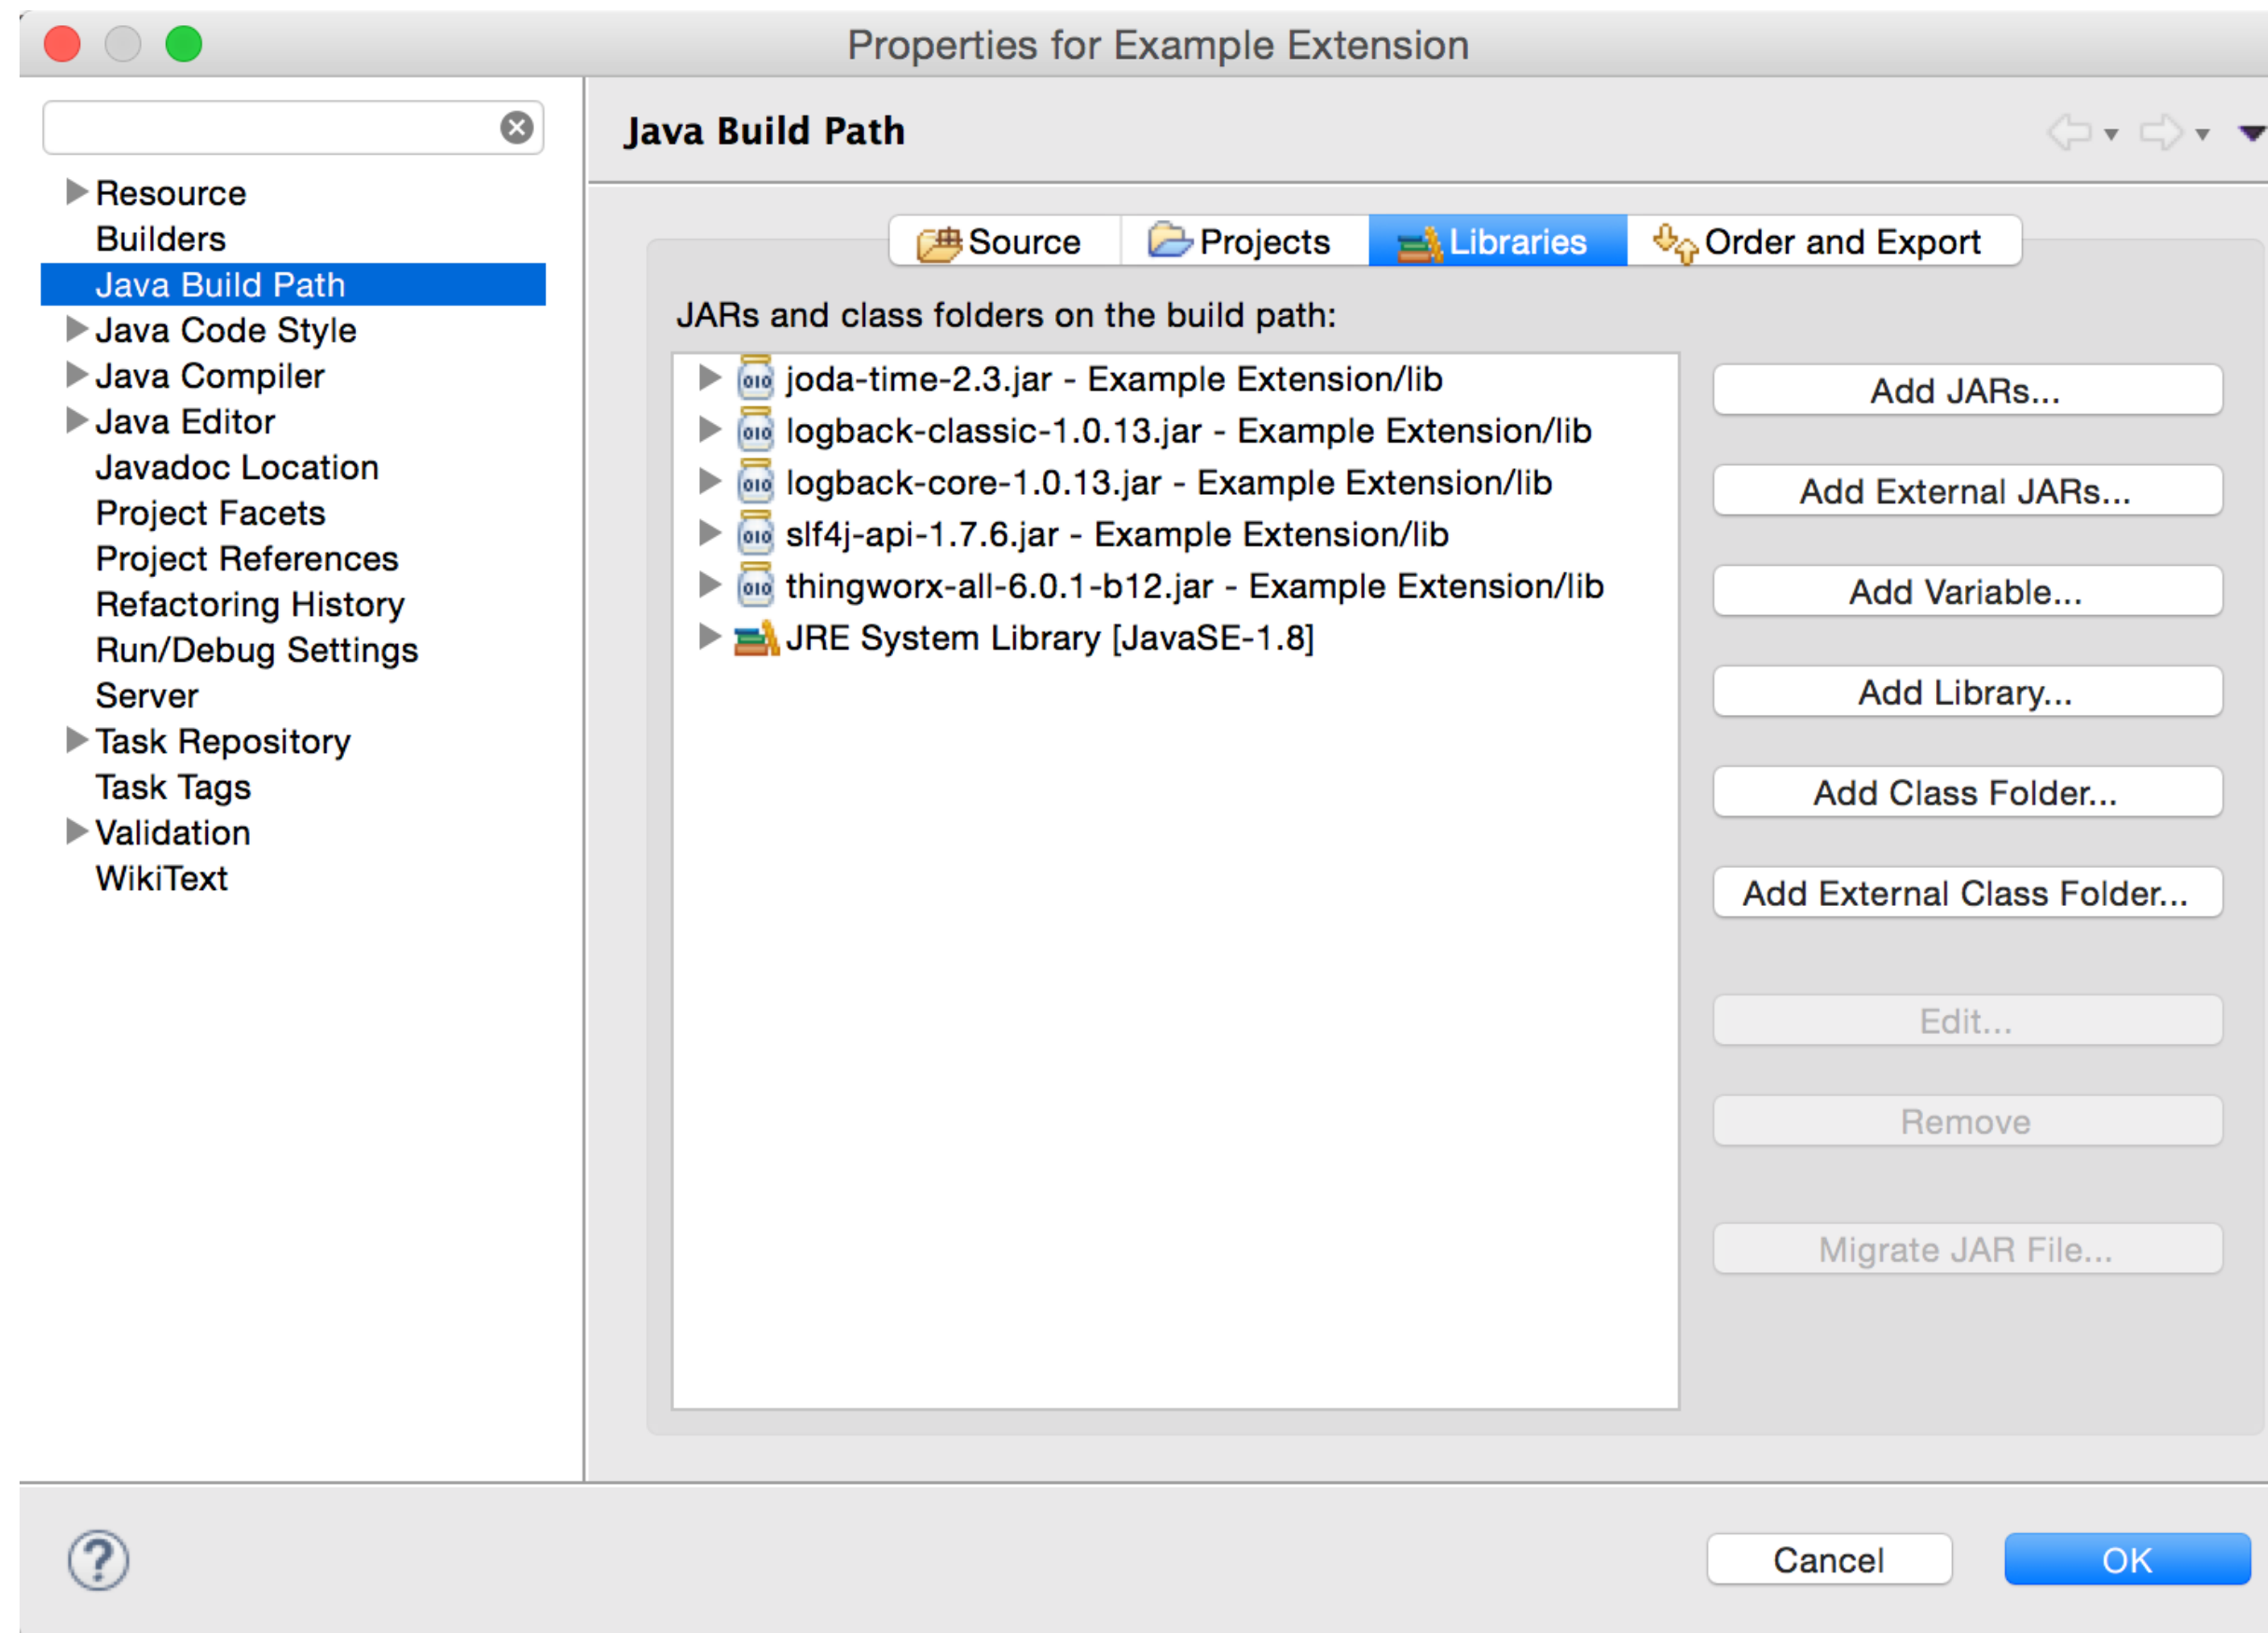 Properties for Example Extension
Resource
Builders
Java Build Path
Java Code Style
Java Compiler
Java Editor
Javadoc Location
Project Facets
Project References
Refactoring History
Run/Debug Settings
Server
Task Repository
Task Tags
Validation
WikiText
Java Build Path
Source Projects Libraries Order and Export
JARs and class folders on the build path:
joda-time-2.3.jar - Example Extension/lib
logback-classic-1.0.13.jar - Example Extension/lib
logback-core-1.0.13.jar - Example Extension/lib
slf4j-api-1.7.6.jar - Example Extension/lib
thingworx-all-6.0.1-b12.jar - Example Extension/lib
JRE System Library [JavaSE-1.8]
Add JARs...
Add External JARs...
Add Variable...
Add Library...
Add Class Folder...
Add External Class Folder...
Edit...
Remove
Migrate JAR File...
?
Cancel OK